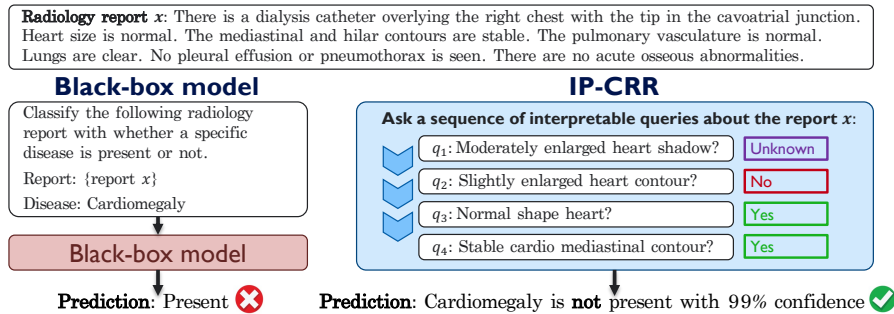 Radiology report x: There is a dialysis catheter overlying the right chest with the tip in the cavoatrial junction.
Heart size is normal. The mediastinal and hilar contours are stable. The pulmonary vasculature is normal.
Lungs are clear. No pleural effusion or pneumothorax is seen. There are no acute osseous abnormalities.
Black-box model
Classify the following radiology
report with whether a specific
disease is present or not.
Report: {report x}
Disease: Cardiomegaly
Black-box model
Prediction: Present
IP-CRR
Ask a sequence of interpretable queries about the report x:
q1: Moderately enlarged heart shadow? Unknown
q2: Slightly enlarged heart contour? No
q3: Normal shape heart? Yes
q4: Stable cardio mediastinal contour? Yes
Prediction: Cardiomegaly is not present with 99% confidence